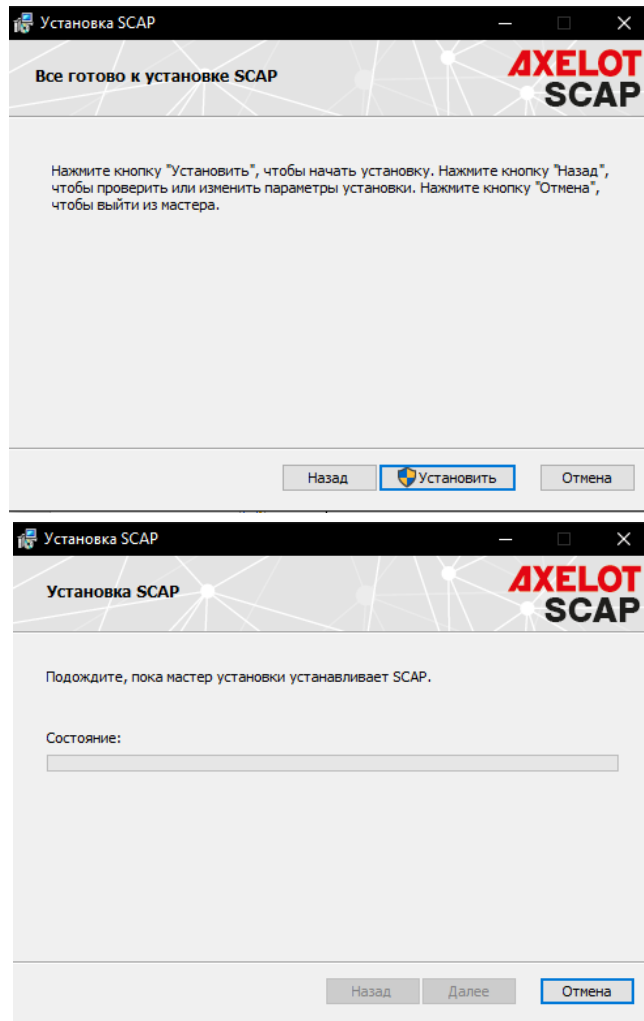 Установка SCAP
Все готово к установке SCAP
AXELOT
SCAP
Нажмите кнопку "Установить", чтобы начать установку. Нажмите кнопку "Назад",
чтобы проверить или изменить параметры установки. Нажмите кнопку "Отмена",
чтобы выйти из мастера.
Назад
Установить
Отмена
Установка SCAP
Установка SCAP
AXELOT
SCAP
Подождите, пока мастер установки устанавливает SCAP.
Состояние:
Назад
Далее
Отмена